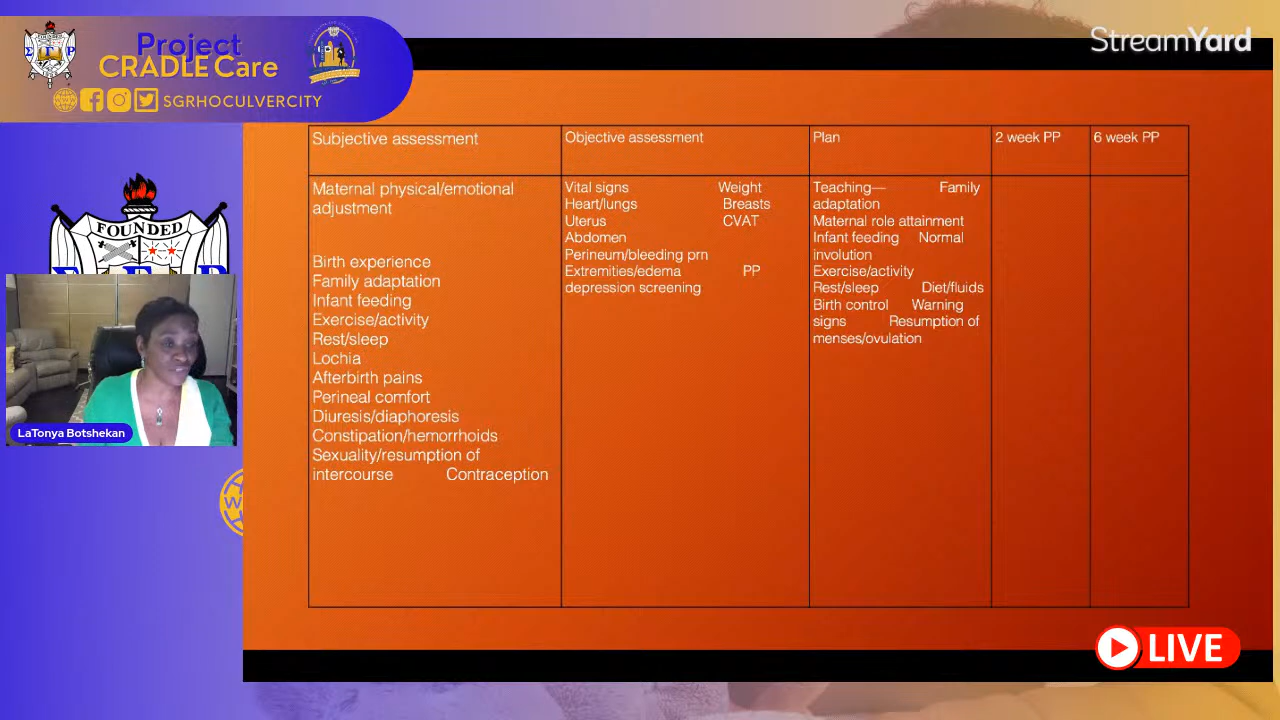 Project
CRADLE Care
SGRHOCULVERCITY
StreamYard
FOUNDED
LaTonya Botshekan
Subjective assessment
Maternal physical/emotional
adjustment
Birth experience
Family adaptation
Infant feeding
Exercise/activity
Rest/sleep
Lochia
Afterbirth pains
Perineal comfort
Diuresis/diaphoresis
Constipation/hemorrhoids
Sexuality/resumption of
intercourse Contraception
Objective assessment
Vital signs Weight
Heart/lungs Breasts
Uterus CVAT
Abdomen
Perineum/bleeding prn
Extremities/edema PP
depression screening
Plan
Teaching— Family
adaptation
Maternal role attainment
Infant feeding Normal
involution
Exercise/activity
Rest/sleep Diet/fluids
Birth control Warning
signs Resumption of
menses/ovulation
2 week PP
6 week PP
LIVE